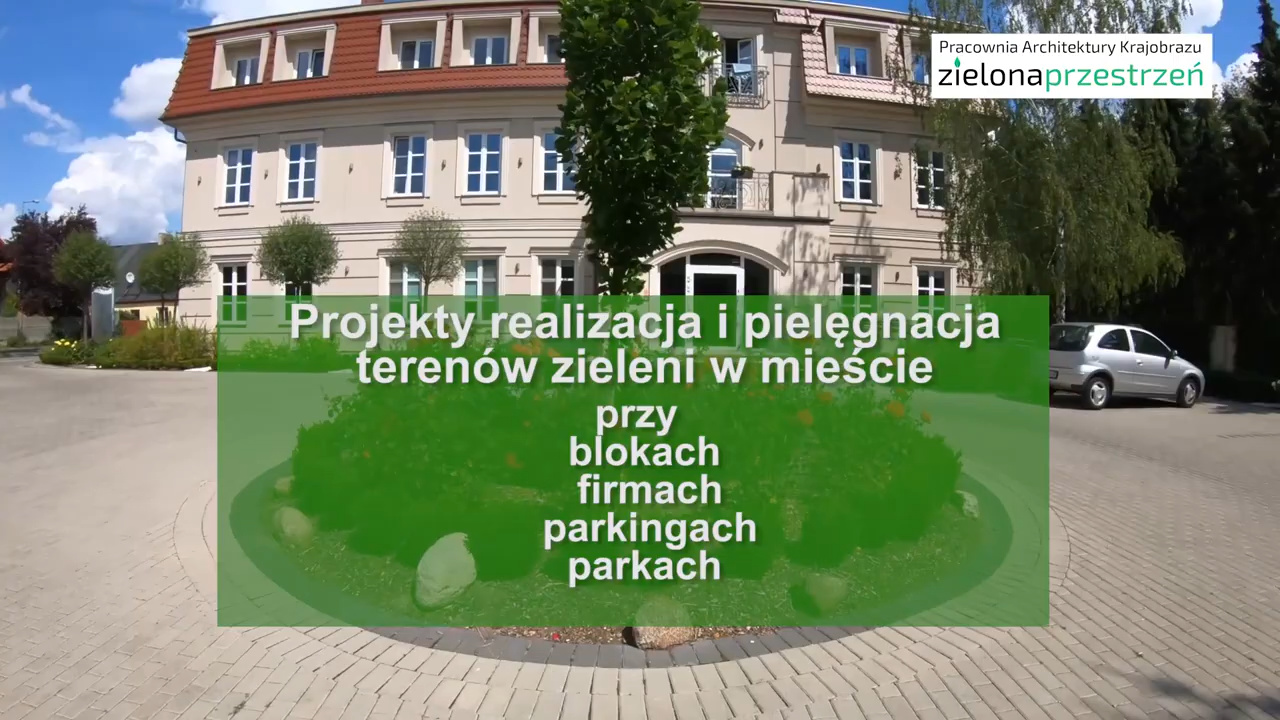 Pracownia Architektury Krajobrazu
zielonaprzestrzeń
Projekty realizacja i pielęgnacja
terenów zieleni w mieście
przy
blokach
firmach
parkingach
parkach